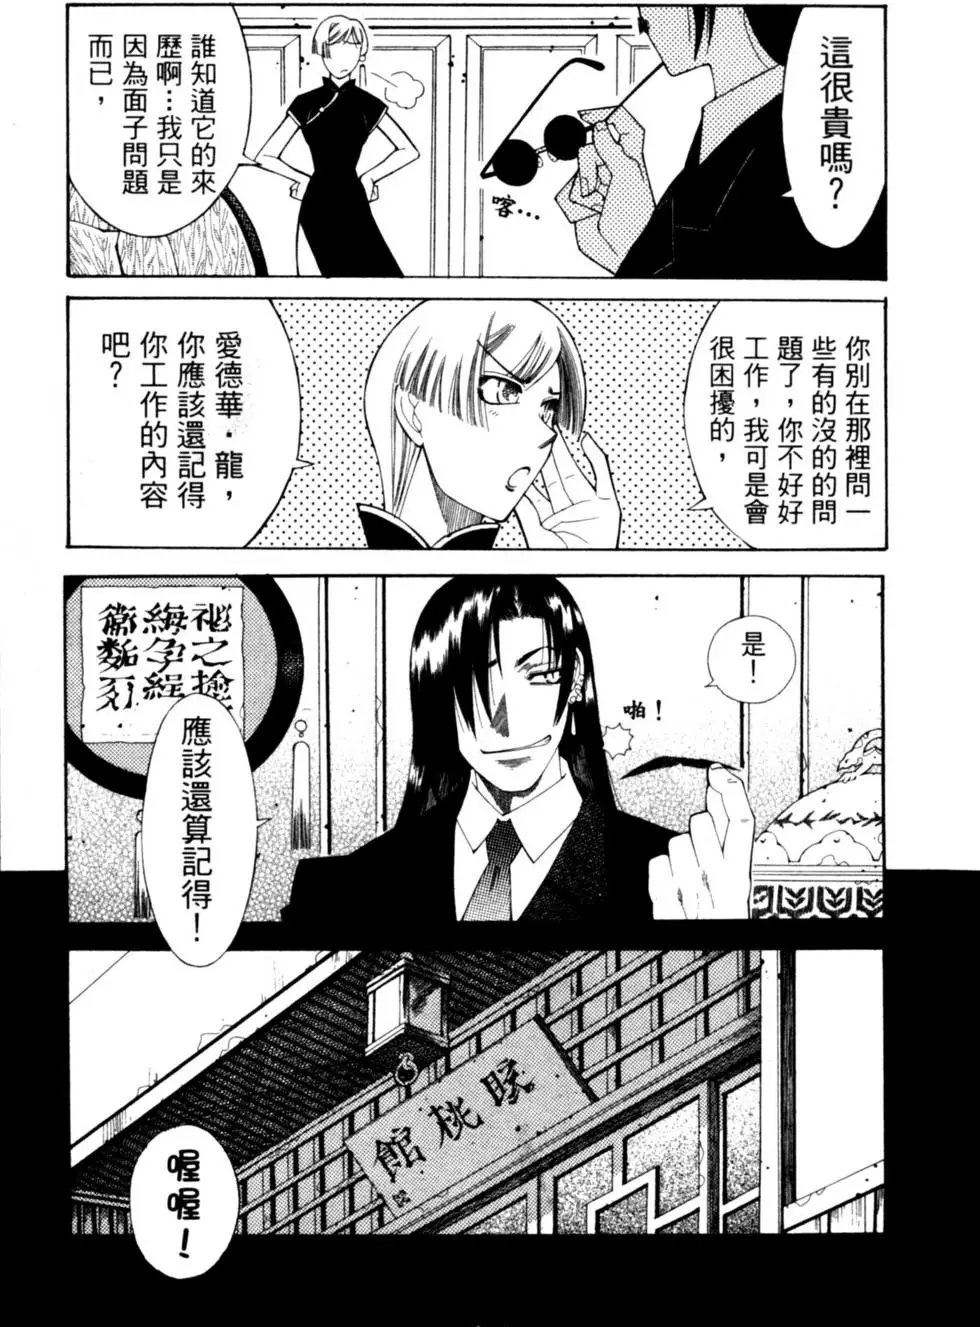 這很貴嗎?
喀…
誰知道它的來
歷啊…我只是
因為面子問題
而已,
你別在那裡問一
些有的沒的的問
題了,你不好好
工作,我可是會
很困擾的,
愛德華·龍,
你應該還記得
你工作的內容
吧?
是!
啪!
應該還算記得!
桃館
喔
喔!